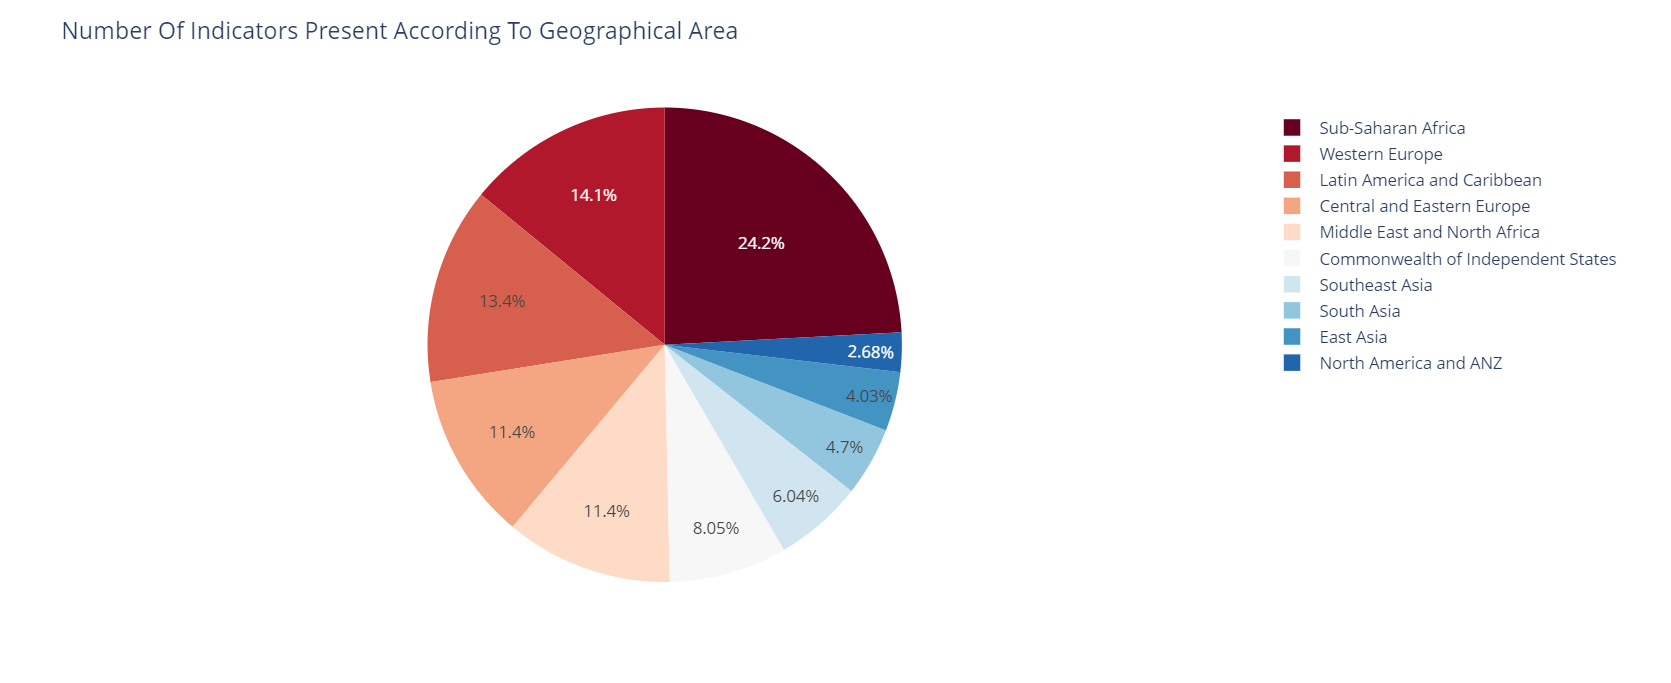 Number Of Indicators Present According To Geographical Area
14.1%
24.2%
13.4%
2.68%
4.03%
11.4%
4.7%
6.04%
11.4%
8.05%
Sub-Saharan Africa
Western Europe
Latin America and Caribbean
Central and Eastern Europe
Middle East and North Africa
Commonwealth of Independent States
Southeast Asia
South Asia
East Asia
North America and ANZ